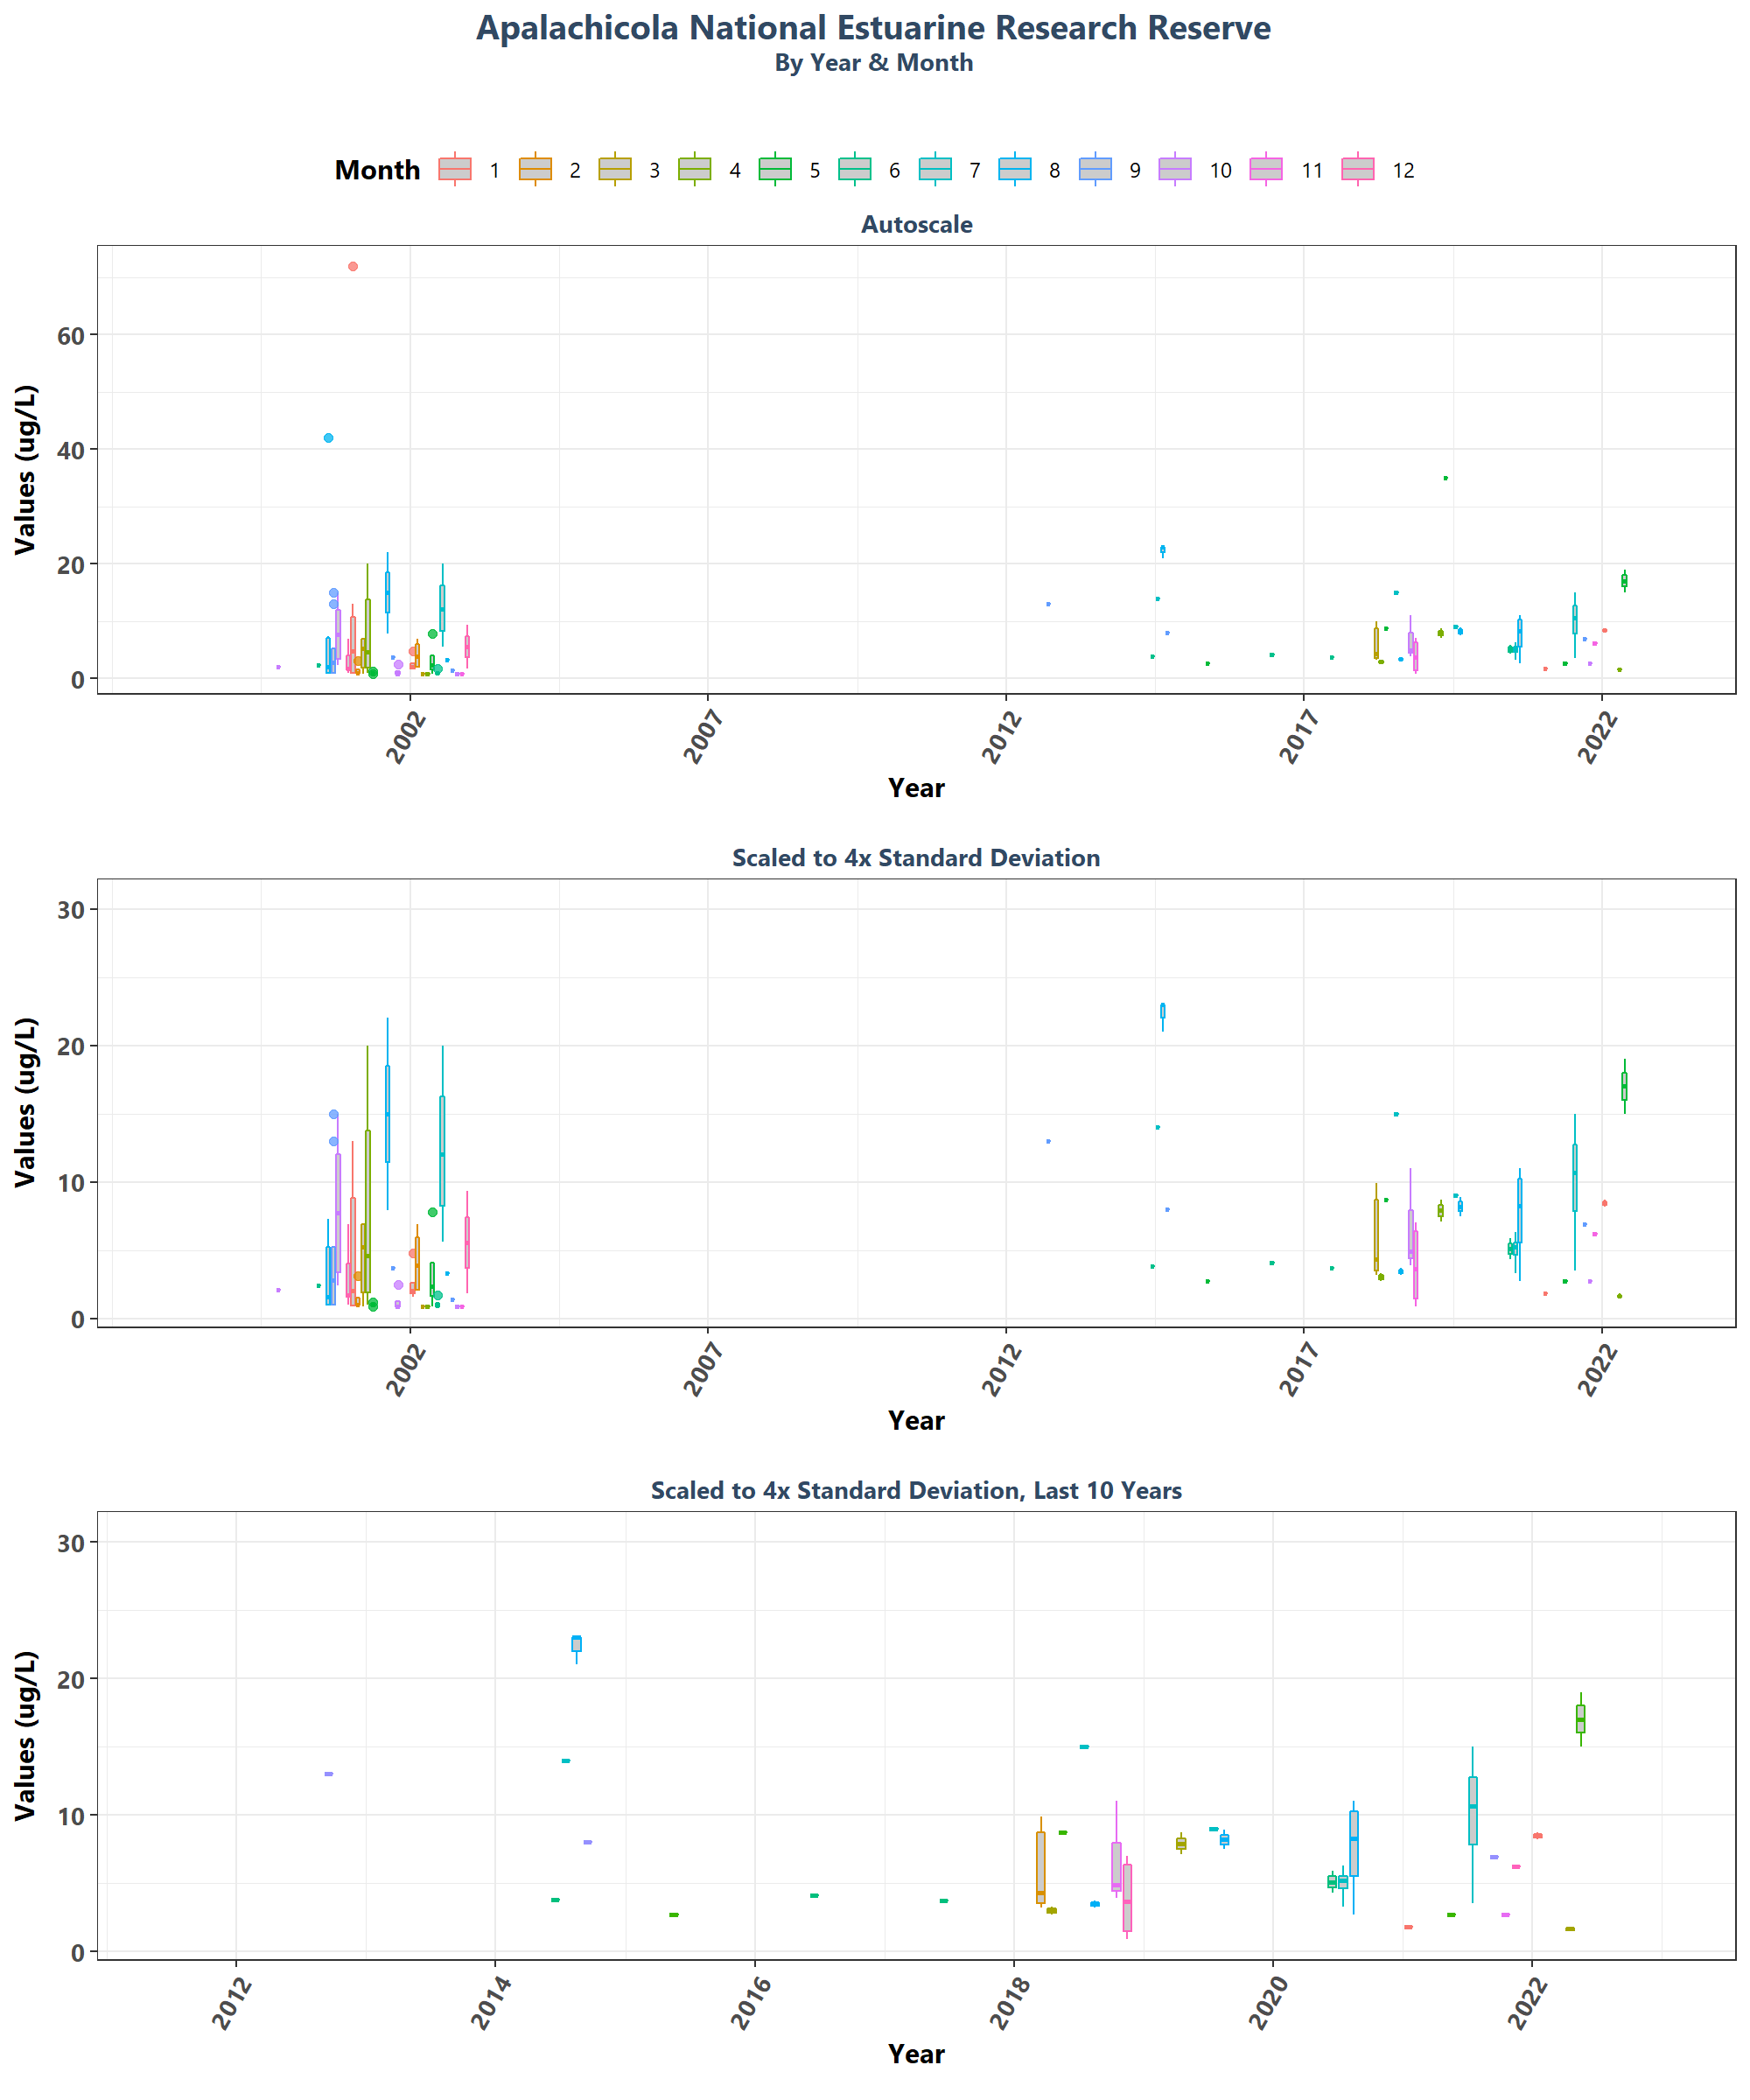 Apalachicola National Estuarine Research Reserve
By Year & Month
Month 1 2 3 4 5 6 7 8 9 10 11 12
Autoscale
Values (ug/L)
60
40
20
0
2002 2007 2012 2017 2022
Year
Scaled to 4x Standard Deviation
Values (ug/L)
30
20
10
0
2002 2007 2012 2017 2022
Year
Scaled to 4x Standard Deviation, Last 10 Years
Values (ug/L)
30
20
10
0
2012 2014 2016 2018 2020 2022
Year